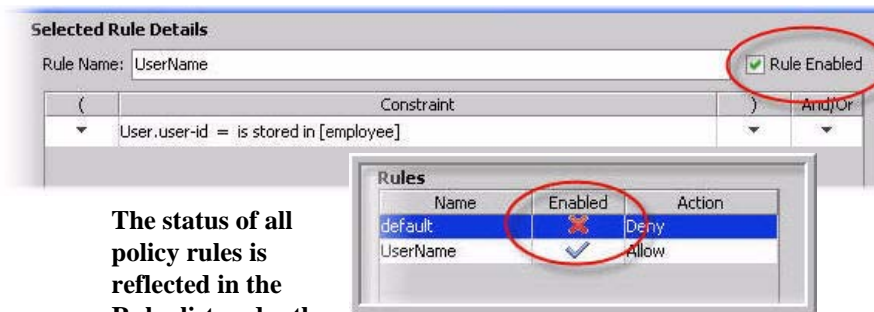 Selected Rule Details
Rule Name: UserName Rule Enabled
( Constraint ) And/Or
User.user-id = is stored in [employee]
Rules
Name Enabled Action
default Deny
UserName Allow
The status of all
policy rules is
reflected in the